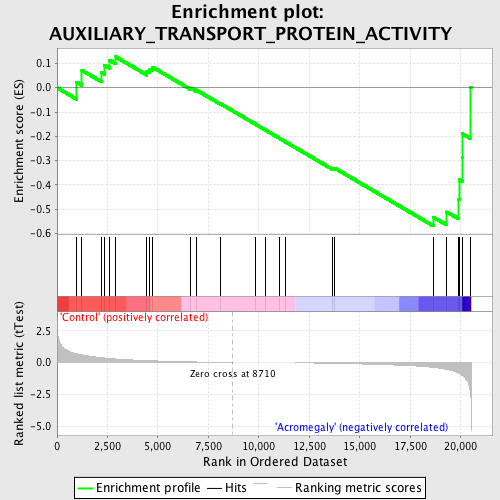 Enrichment plot:
AUXILIARY_TRANSPORT_PROTEIN_ACTIVITY
Enrichment score (ES)
0.1
0.0
-0.1
-0.2
-0.3
-0.4
-0.5
-0.6
'Control' (positively correlated)
Ranked list metric (tTest)
2.5
0.0
-2.5
-5.0
Zero cross at 8710
'Acromegaly' (negatively correlated)
0 2,500 5,000 7,500 10,000 12,500 15,000 17,500 20,000
Rank in Ordered Dataset
Enrichment profile Hits Ranking metric scores